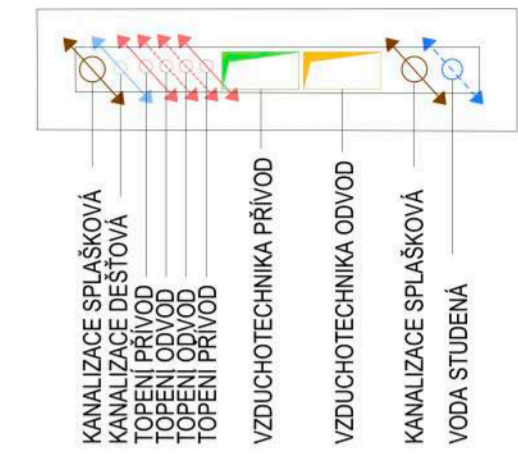 KANALIZACE SPLAŠKOVÁ
KANALIZACE DEŠŤOVÁ
TOPENÍ PŘÍVOD
TOPENÍ ODVOD
TOPENÍ ODVOD
TOPENÍ PŘÍVOD
VZDUCHOTECHNIKA PŘÍVOD
VZDUCHOTECHNIKA ODVOD
KANALIZACE SPLAŠKOVÁ
VODA STUDENÁ